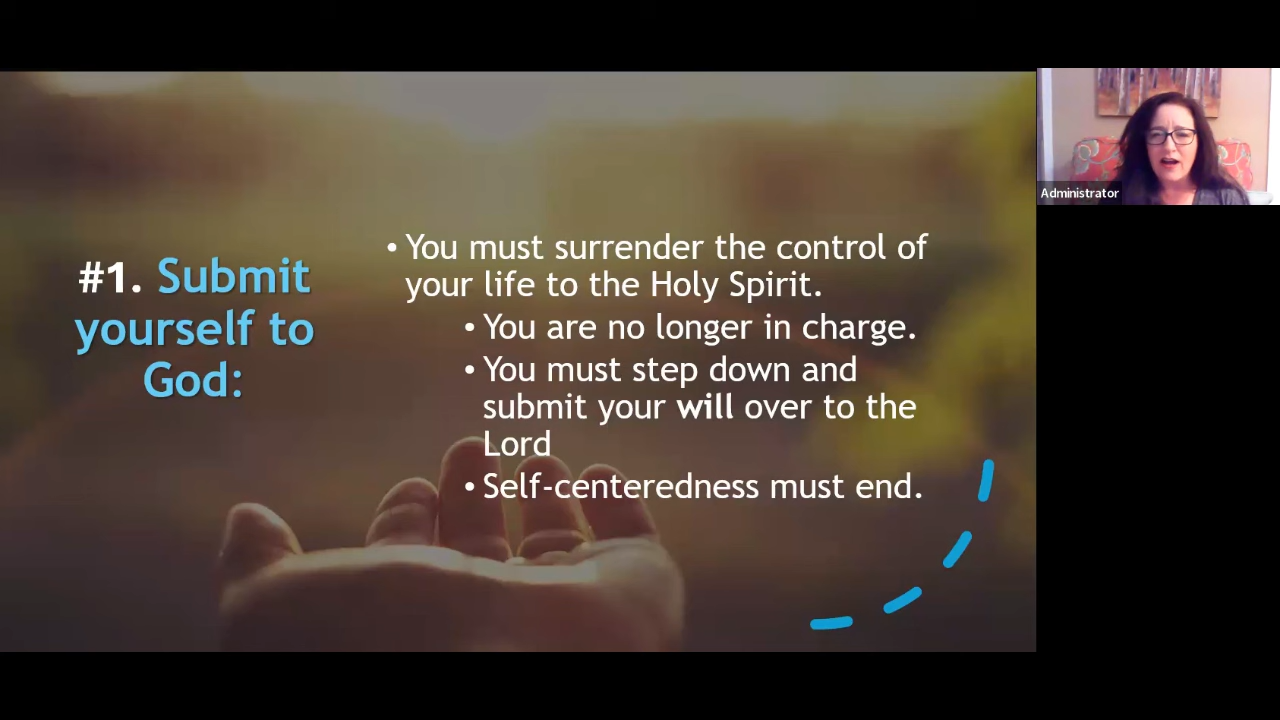 #1. Submit
yourself to
God:
• You must surrender the control of
your life to the Holy Spirit.
• You are no longer in charge.
• You must step down and
submit your will over to the
Lord
• Self-centeredness must end.
Administrator